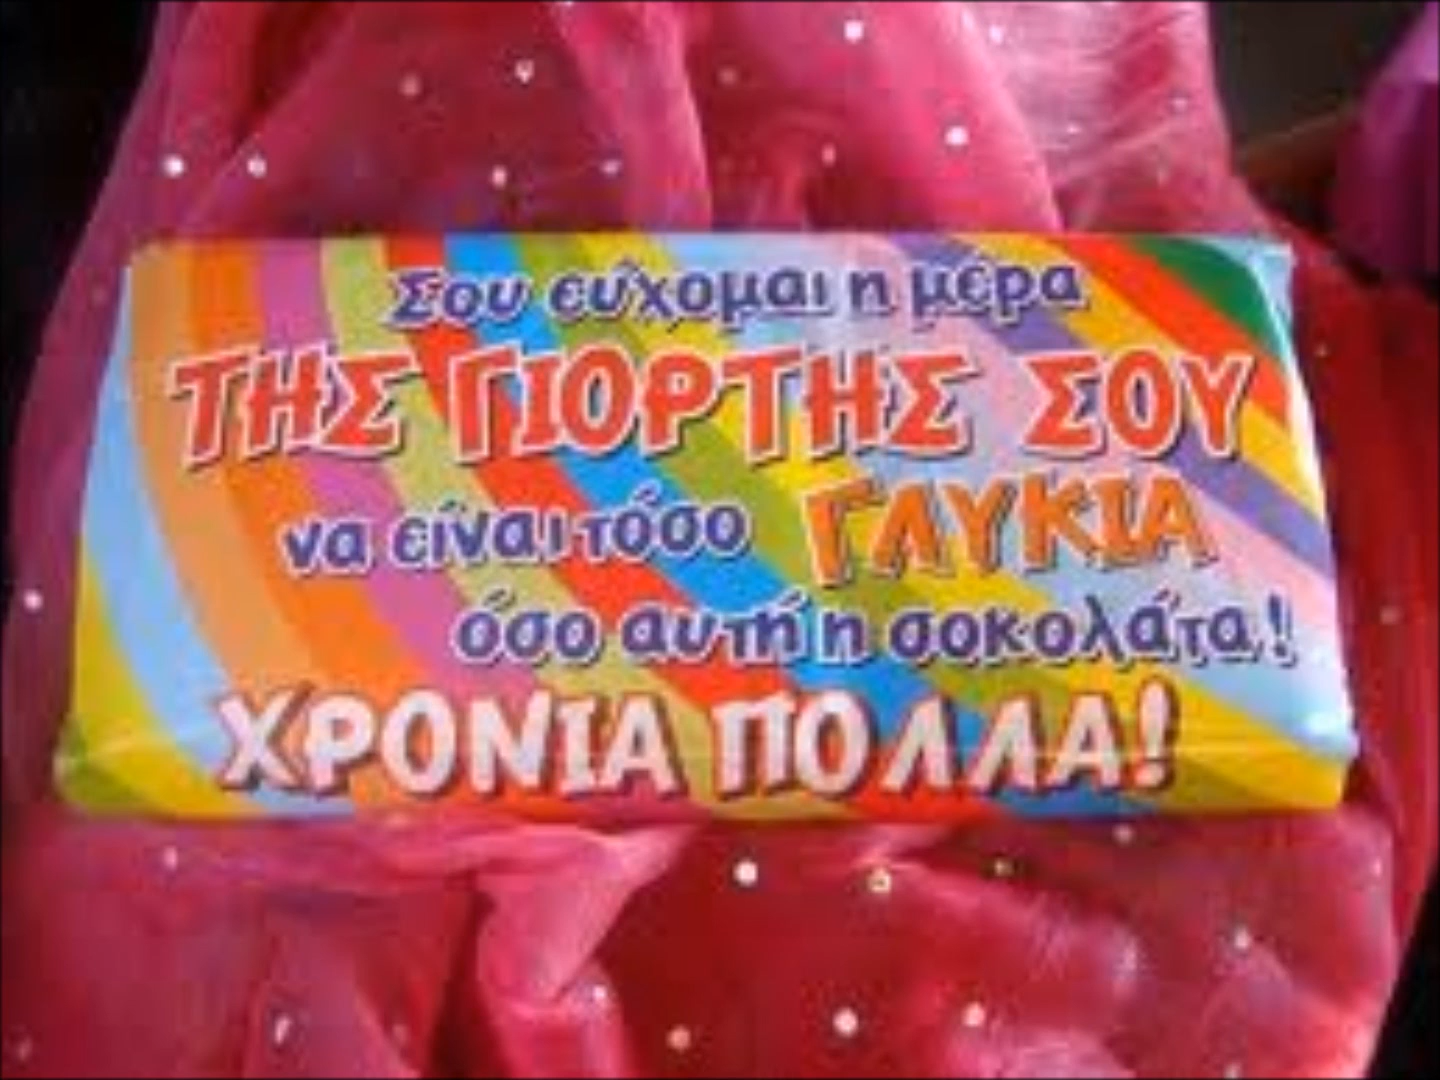 Σου εύχομαι η μέρα
ΤΗΣ ΓΙΟΡΤΗΣ ΣΟΥ
να είναι τόσο ΓΛΥΚΙΑ
όσο αυτή η σοκολάτα!
ΧΡΟΝΙΑ ΠΟΛΛΑ!